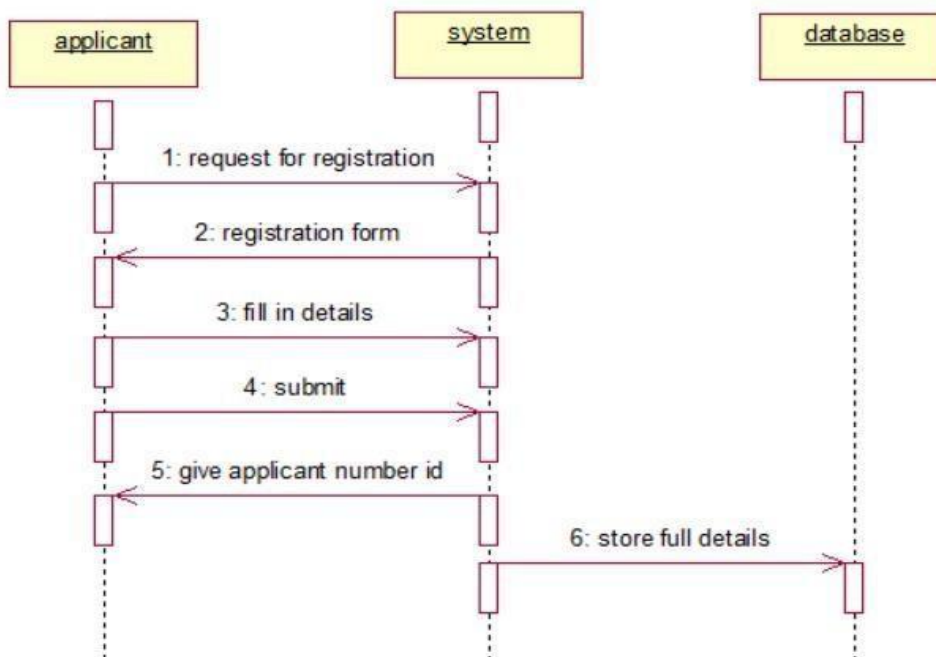 applicant
system
database
1: request for registration
2: registration form
3: fill in details
4: submit
5: give applicant number id
6: store full details